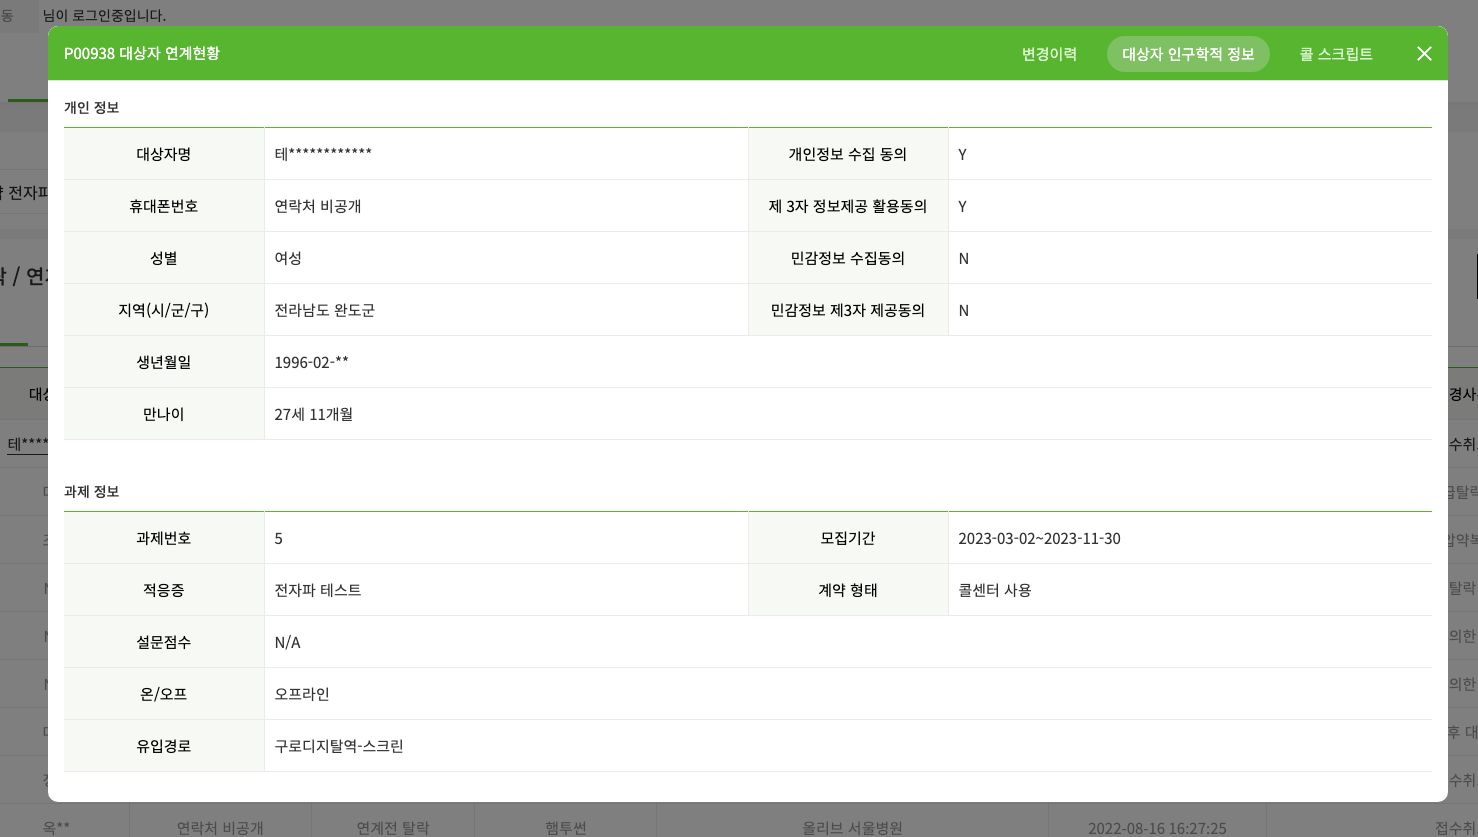 동 님이 로그인중입니다.
P00938 대상자 연계현황 변경이력 대상자 인구학적 정보 콜 스크립트
개인 정보
대상자명 테************ 개인정보 수집 동의 Y
휴대폰번호 연락처 비공개 제 3자 정보제공 활용동의 Y
성별 여성 민감정보 수집동의 N
지역(시/군/구) 전라남도 완도군 민감정보 제3자 제공동의 N
생년월일 1996-02-**
만나이 27세 11개월
과제 정보
과제번호 5 모집기간 2023-03-02~2023-11-30
적응증 전자파 테스트 계약 형태 콜센터 사용
설문점수 N/A
온/오프 오프라인
유입경로 구로디지탈역-스크린
옥** 연락처 비공개 연계전 탈락 햄투썬 올리브 서울병원 2022-08-16 16:27:25 접수취